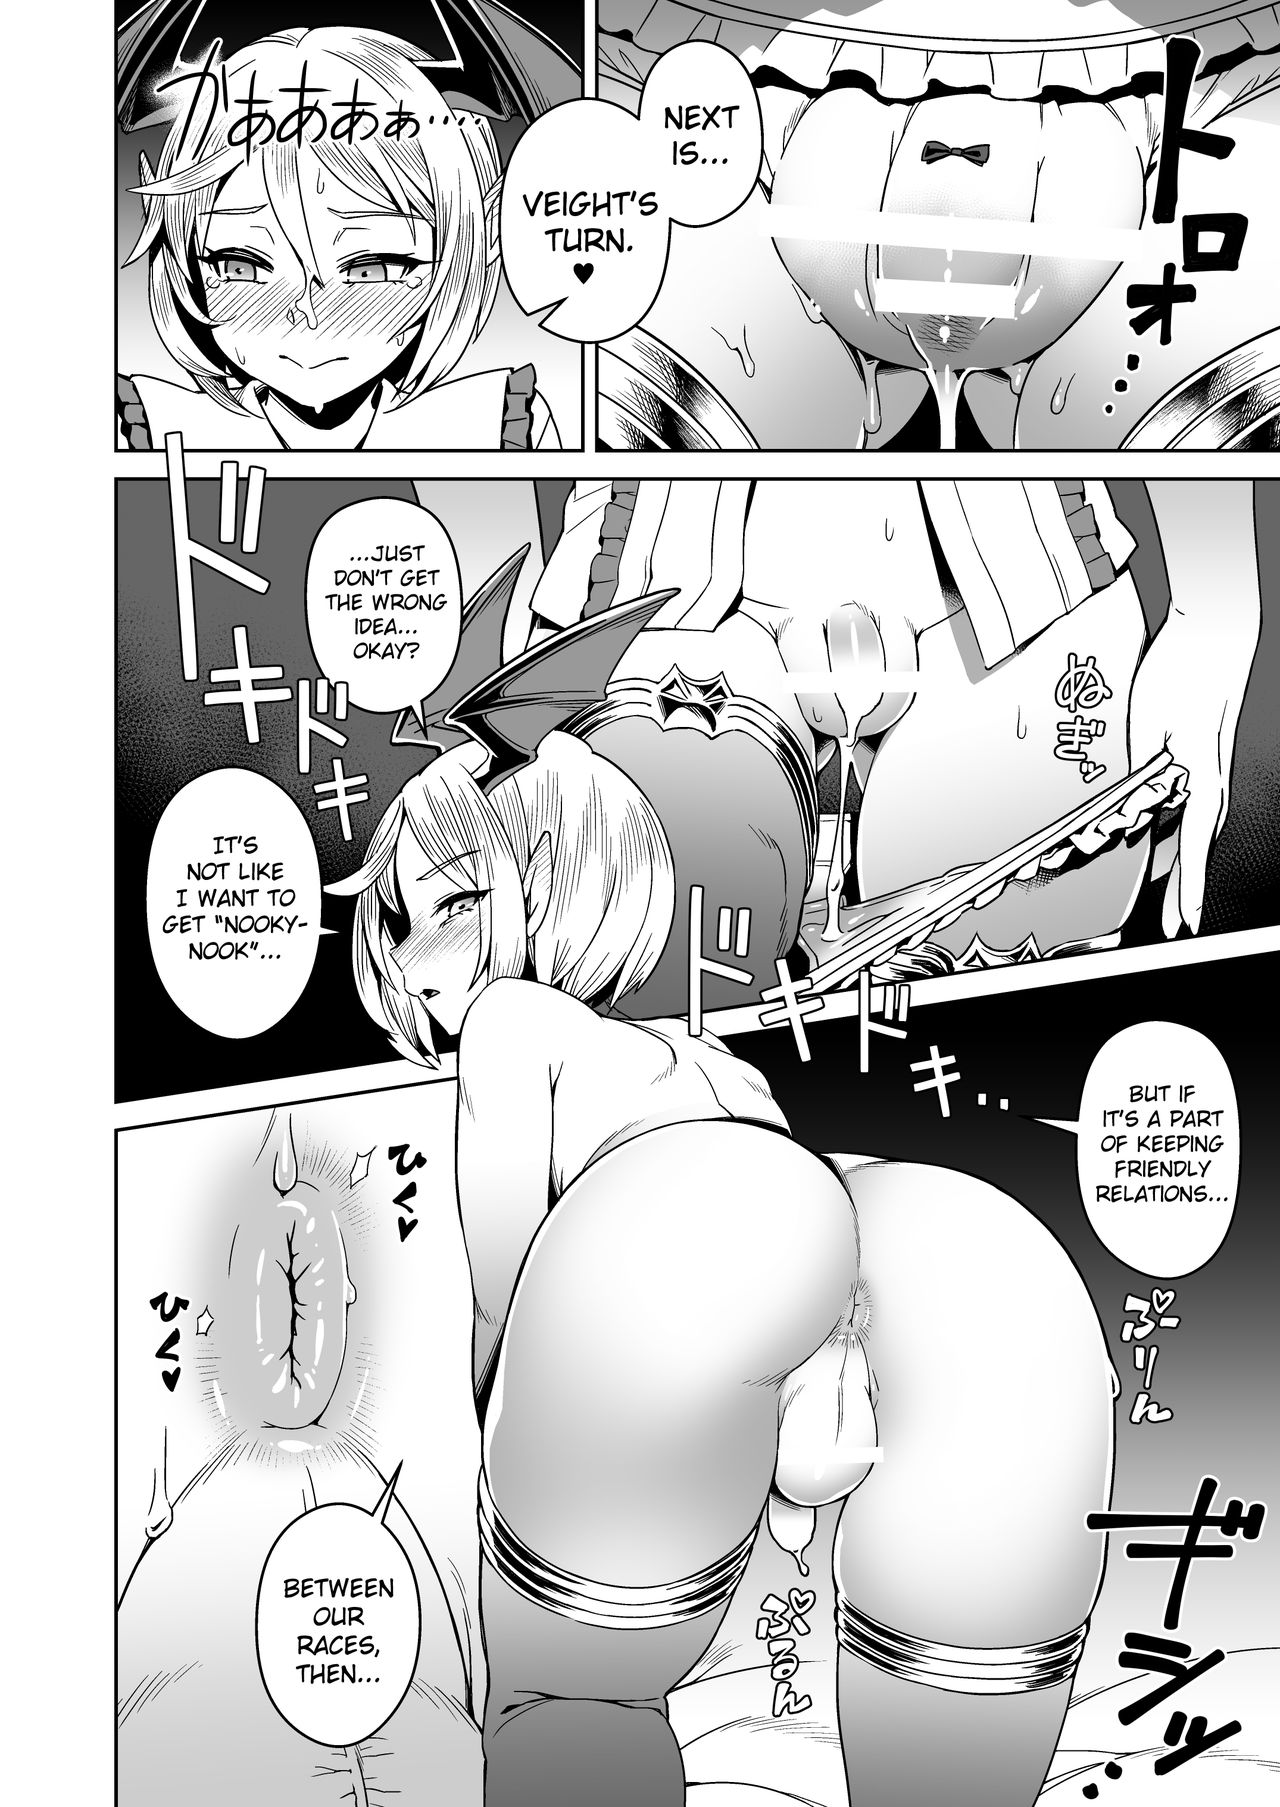 NEXT
IS...
VEIGHT'S
TURN.
♥
トロォ...
かぁあああぁ.....
...JUST
DON'T GET
THE WRONG
IDEA...
OKAY?
ドキ
ドキ
ぬぎッ
IT'S
NOT LIKE
I WANT TO
GET "NOOKY-
NOOK"...
ドキ
ドキ..
BUT IF
IT'S A PART
OF KEEPING
FRIENDLY
RELATIONS...
ぷりん
ひく♥
ひく♥
BETWEEN
OUR
RACES,
THEN...
ぷるん
ギシッ..